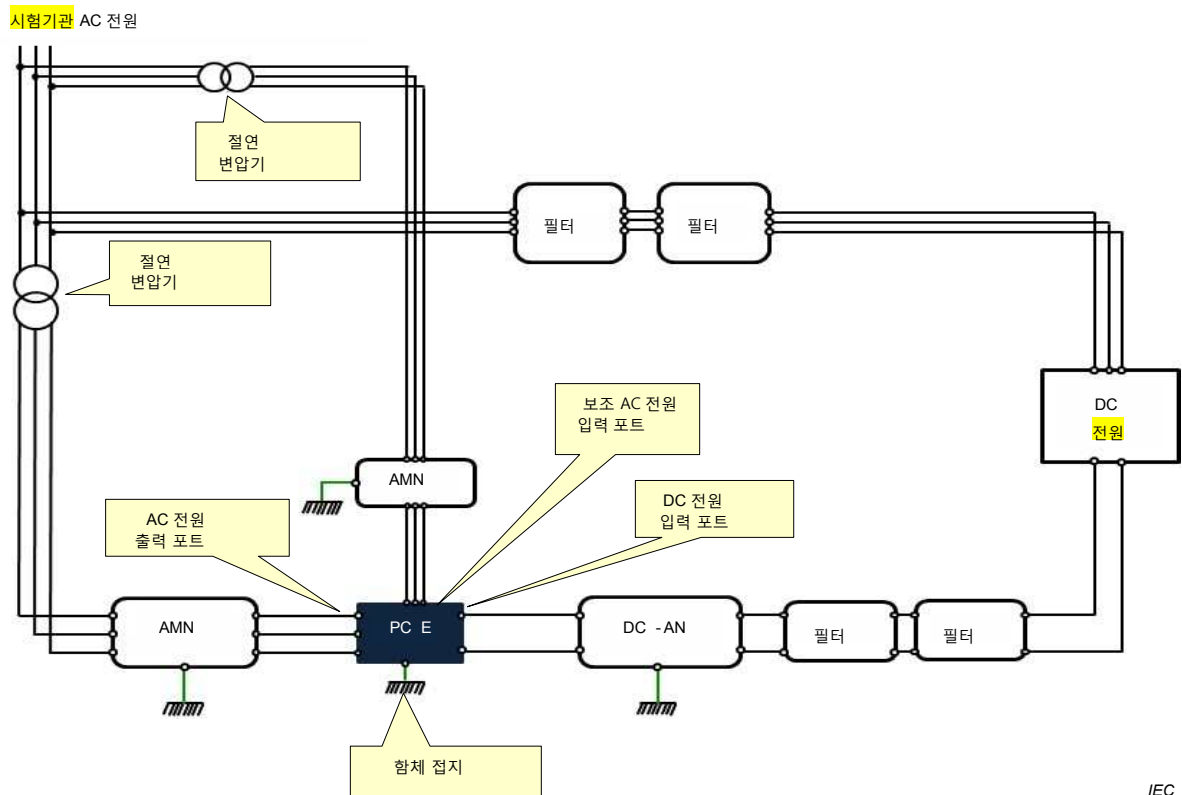 시험기관 AC 전원
절연
변압기
필터
필터
절연
변압기
DC
전원
보조 AC 전원
입력 포트
AMN
DC 전원
입력 포트
AC 전원
출력 포트
AMN
PC E
DC -AN
필터
필터
함체 접지
IEC